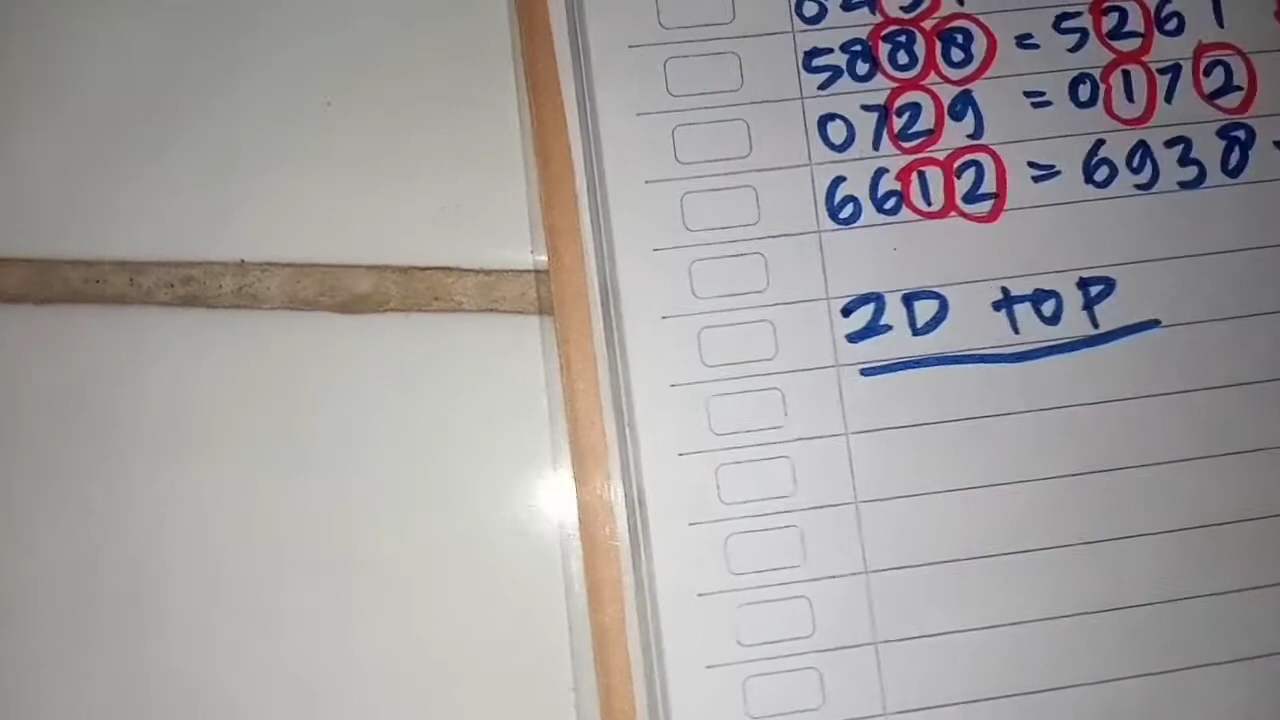 5888 = 5261
0729 = 0172
6612 = 6938
2D top